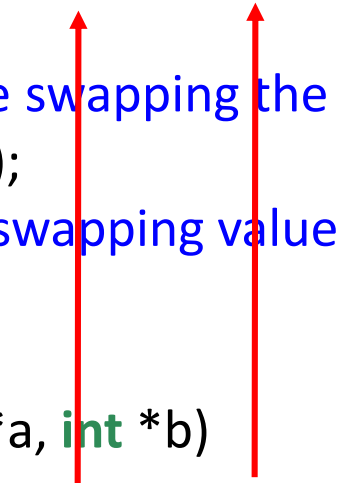 e swapping the
);
swapping value
*a, int *b)